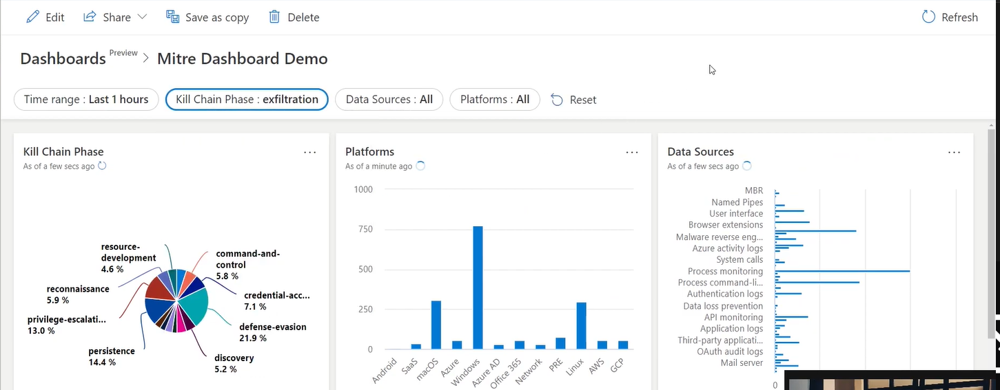 Edit Share Save as copy Delete Refresh
Dashboards Preview > Mitre Dashboard Demo
Time range : Last 1 hours Kill Chain Phase : exfiltration Data Sources : All Platforms : All Reset
Kill Chain Phase ...
As of a few secs ago
resource-
development
4.6 %
command-and-
control
5.8 %
reconnaissance
5.9 %
credential-acc...
7.1 %
privilege-escalati...
13.0 %
defense-evasion
21.9 %
persistence
14.4 %
discovery
5.2 %
Platforms ...
As of a minute ago
1000
750
500
250
0
Android
SaaS
macOS
Azure
Windows
Azure AD
Office 365
Network
PRE
Linux
AWS
GCP
Data Sources ...
As of a few secs ago
MBR
Named Pipes
User interface
Browser extensions
Malware reverse eng...
Azure activity logs
System calls
Process monitoring
Process command-li...
Authentication logs
Data loss prevention
API monitoring
Application logs
Third-party applicati...
OAuth audit logs
Mail server
0